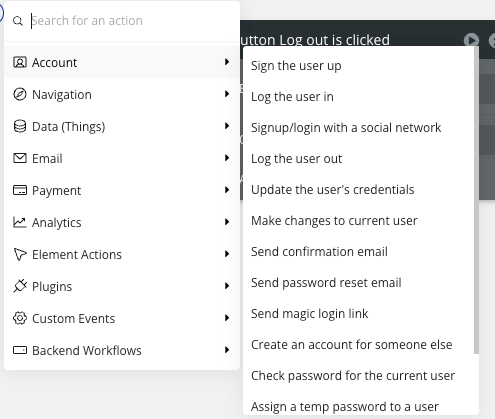 Search for an action
utton Log out is clicked
Account
Navigation
Data (Things)
Email
Payment
Analytics
Element Actions
Plugins
Custom Events
Backend Workflows
Sign the user up
Log the user in
Signup/login with a social network
Log the user out
Update the user's credentials
Make changes to current user
Send confirmation email
Send password reset email
Send magic login link
Create an account for someone else
Check password for the current user
Assign a temp password to a user